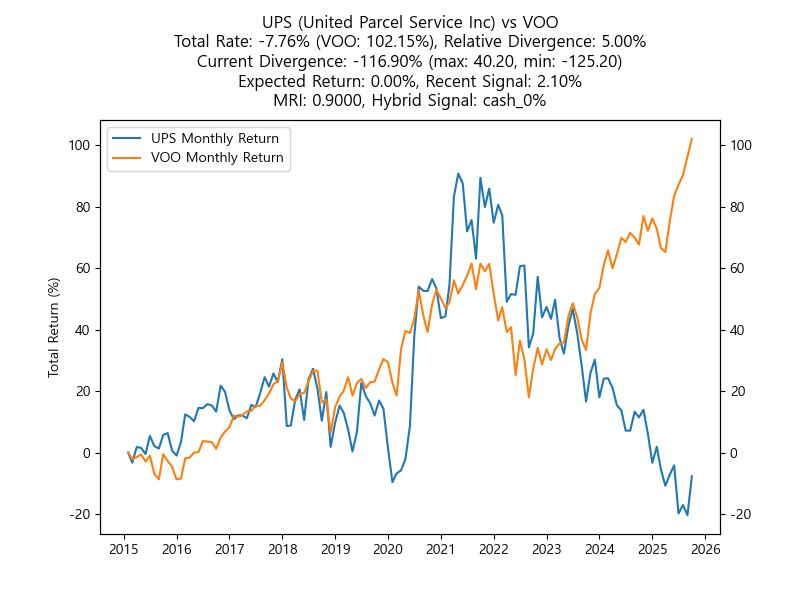 UPS (United Parcel Service Inc) vs VOO
Total Rate: -7.76% (VOO: 102.15%), Relative Divergence: 5.00%
Current Divergence: -116.90% (max: 40.20, min: -125.20)
Expected Return: 0.00%, Recent Signal: 2.10%
MRI: 0.9000, Hybrid Signal: cash_0%
UPS Monthly Return
VOO Monthly Return
Total Return (%)
100 100
80 80
60 60
40 40
20 20
0 0
-20 -20
2015 2016 2017 2018 2019 2020 2021 2022 2023 2024 2025 2026